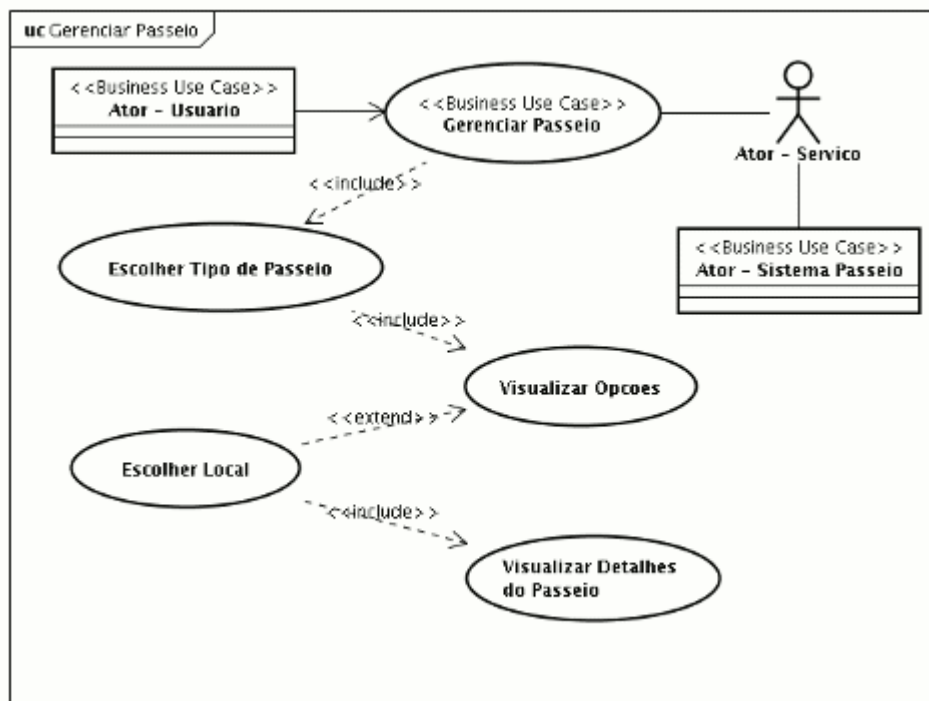 uc Gerenciar Passeio
<<Business Use Case>>
Ator - Usuario
<<Business Use Case>>
Gerenciar Passeio
Ator - Servico
<<include>>
Escolher Tipo de Passeio
<<Business Use Case>>
Ator - Sistema Passeio
<<include>>
Visualizar Opcoes
<<extend>>
Escolher Local
<<include>>
Visualizar Detalhes
do Passeio